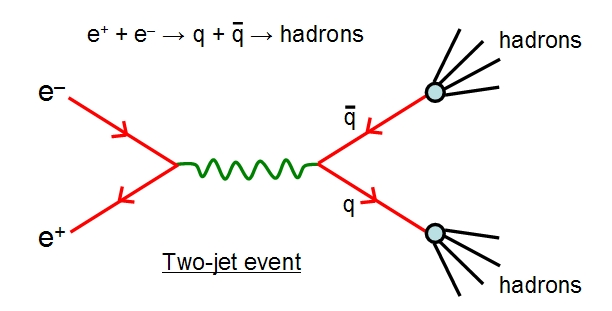 e⁺ + e⁻ → q + q̄ → hadrons
hadrons
e⁻
q̄
q
e⁺
Two-jet event
hadrons